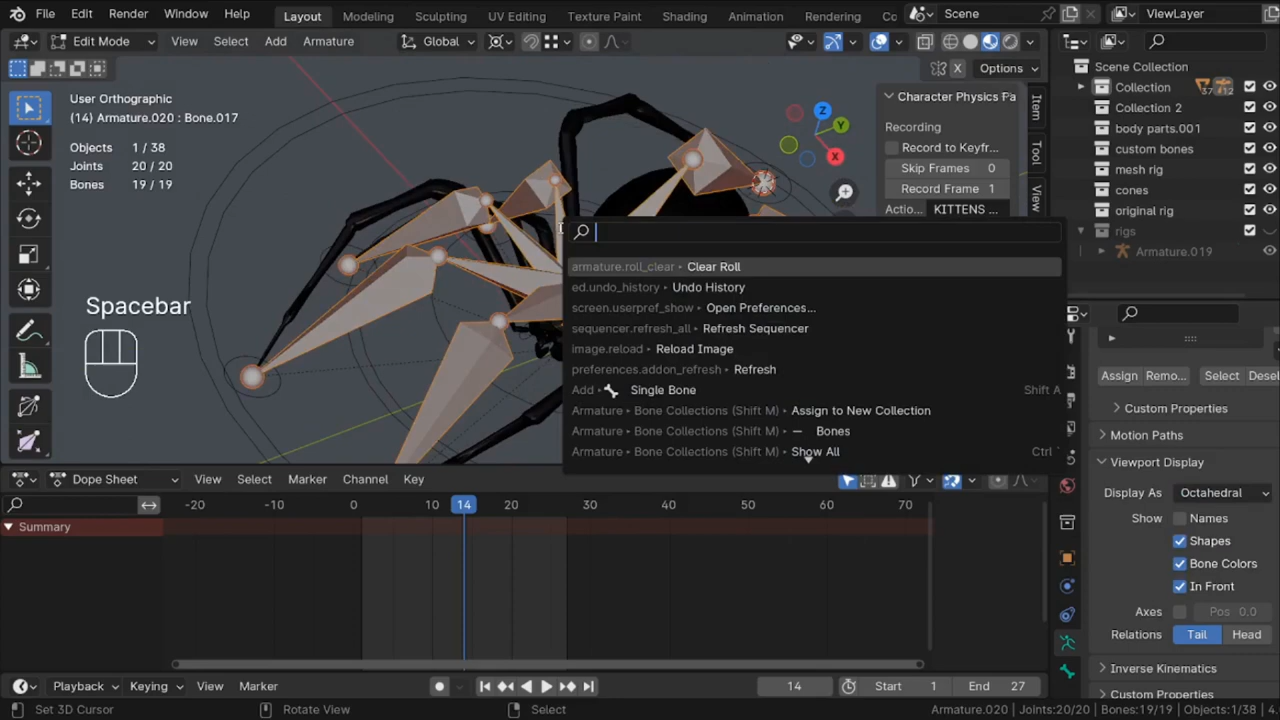 File Edit Render Window Help Layout Modeling Sculpting UV Editing Texture Paint Shading Animation Rendering Co Scene ViewLayer
Edit Mode View Select Add Armature Global
X Options
User Orthographic
(14) Armature.020 : Bone.017
Objects 1 / 38
Joints 20 / 20
Bones 19 / 19
Spacebar
Z
Y
X
Character Physics Pa
Recording
Record to Keyfr...
Skip Frames 0
Record Frame 1
Actio... KITTENS ...
Item
Tool
View
armature.roll_clear ▸ Clear Roll
ed.undo_history ▸ Undo History
screen.userpref_show ▸ Open Preferences...
sequencer.refresh_all ▸ Refresh Sequencer
image.reload ▸ Reload Image
preferences.addon_refresh ▸ Refresh
Add ▸ Single Bone Shift A
Armature ▸ Bone Collections (Shift M) ▸ Assign to New Collection
Armature ▸ Bone Collections (Shift M) ▸ — Bones
Armature ▸ Bone Collections (Shift M) ▸ Show All Ctrl `
Scene Collection
Collection 37 12
Collection 2
body parts.001
custom bones
mesh rig
cones
original rig
rigs
Armature.019
Assign Remo... Select Desel
Custom Properties
Motion Paths
Viewport Display
Display As Octahedral
Show Names
Shapes
Bone Colors
In Front
Axes Pos 0.0
Relations Tail Head
Inverse Kinematics
Custom Properties
Dope Sheet View Select Marker Channel Key
-20 -10 0 10 14 20 30 40 50 60 70
Summary
Playback Keying View Marker 14 Start 1 End 27
Set 3D Cursor Rotate View Select Armature.020 | Joints:20/20 | Bones:19/19 | Objects:1/38 | 4.